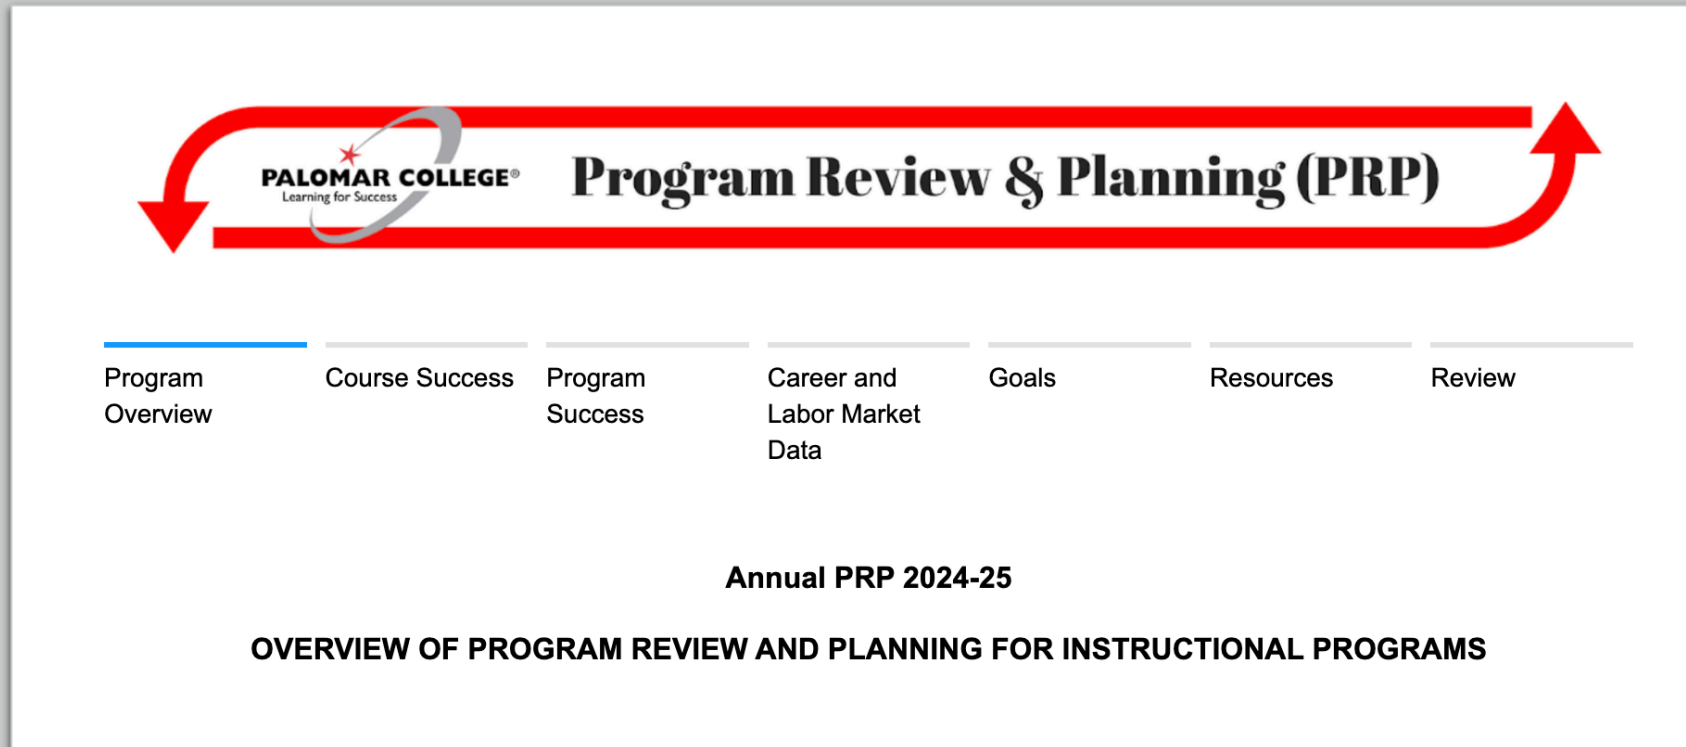 PALOMAR COLLEGE®
Learning for Success
Program Review & Planning (PRP)
Program
Overview
Course Success
Program
Success
Career and
Labor Market
Data
Goals
Resources
Review
Annual PRP 2024-25
OVERVIEW OF PROGRAM REVIEW AND PLANNING FOR INSTRUCTIONAL PROGRAMS